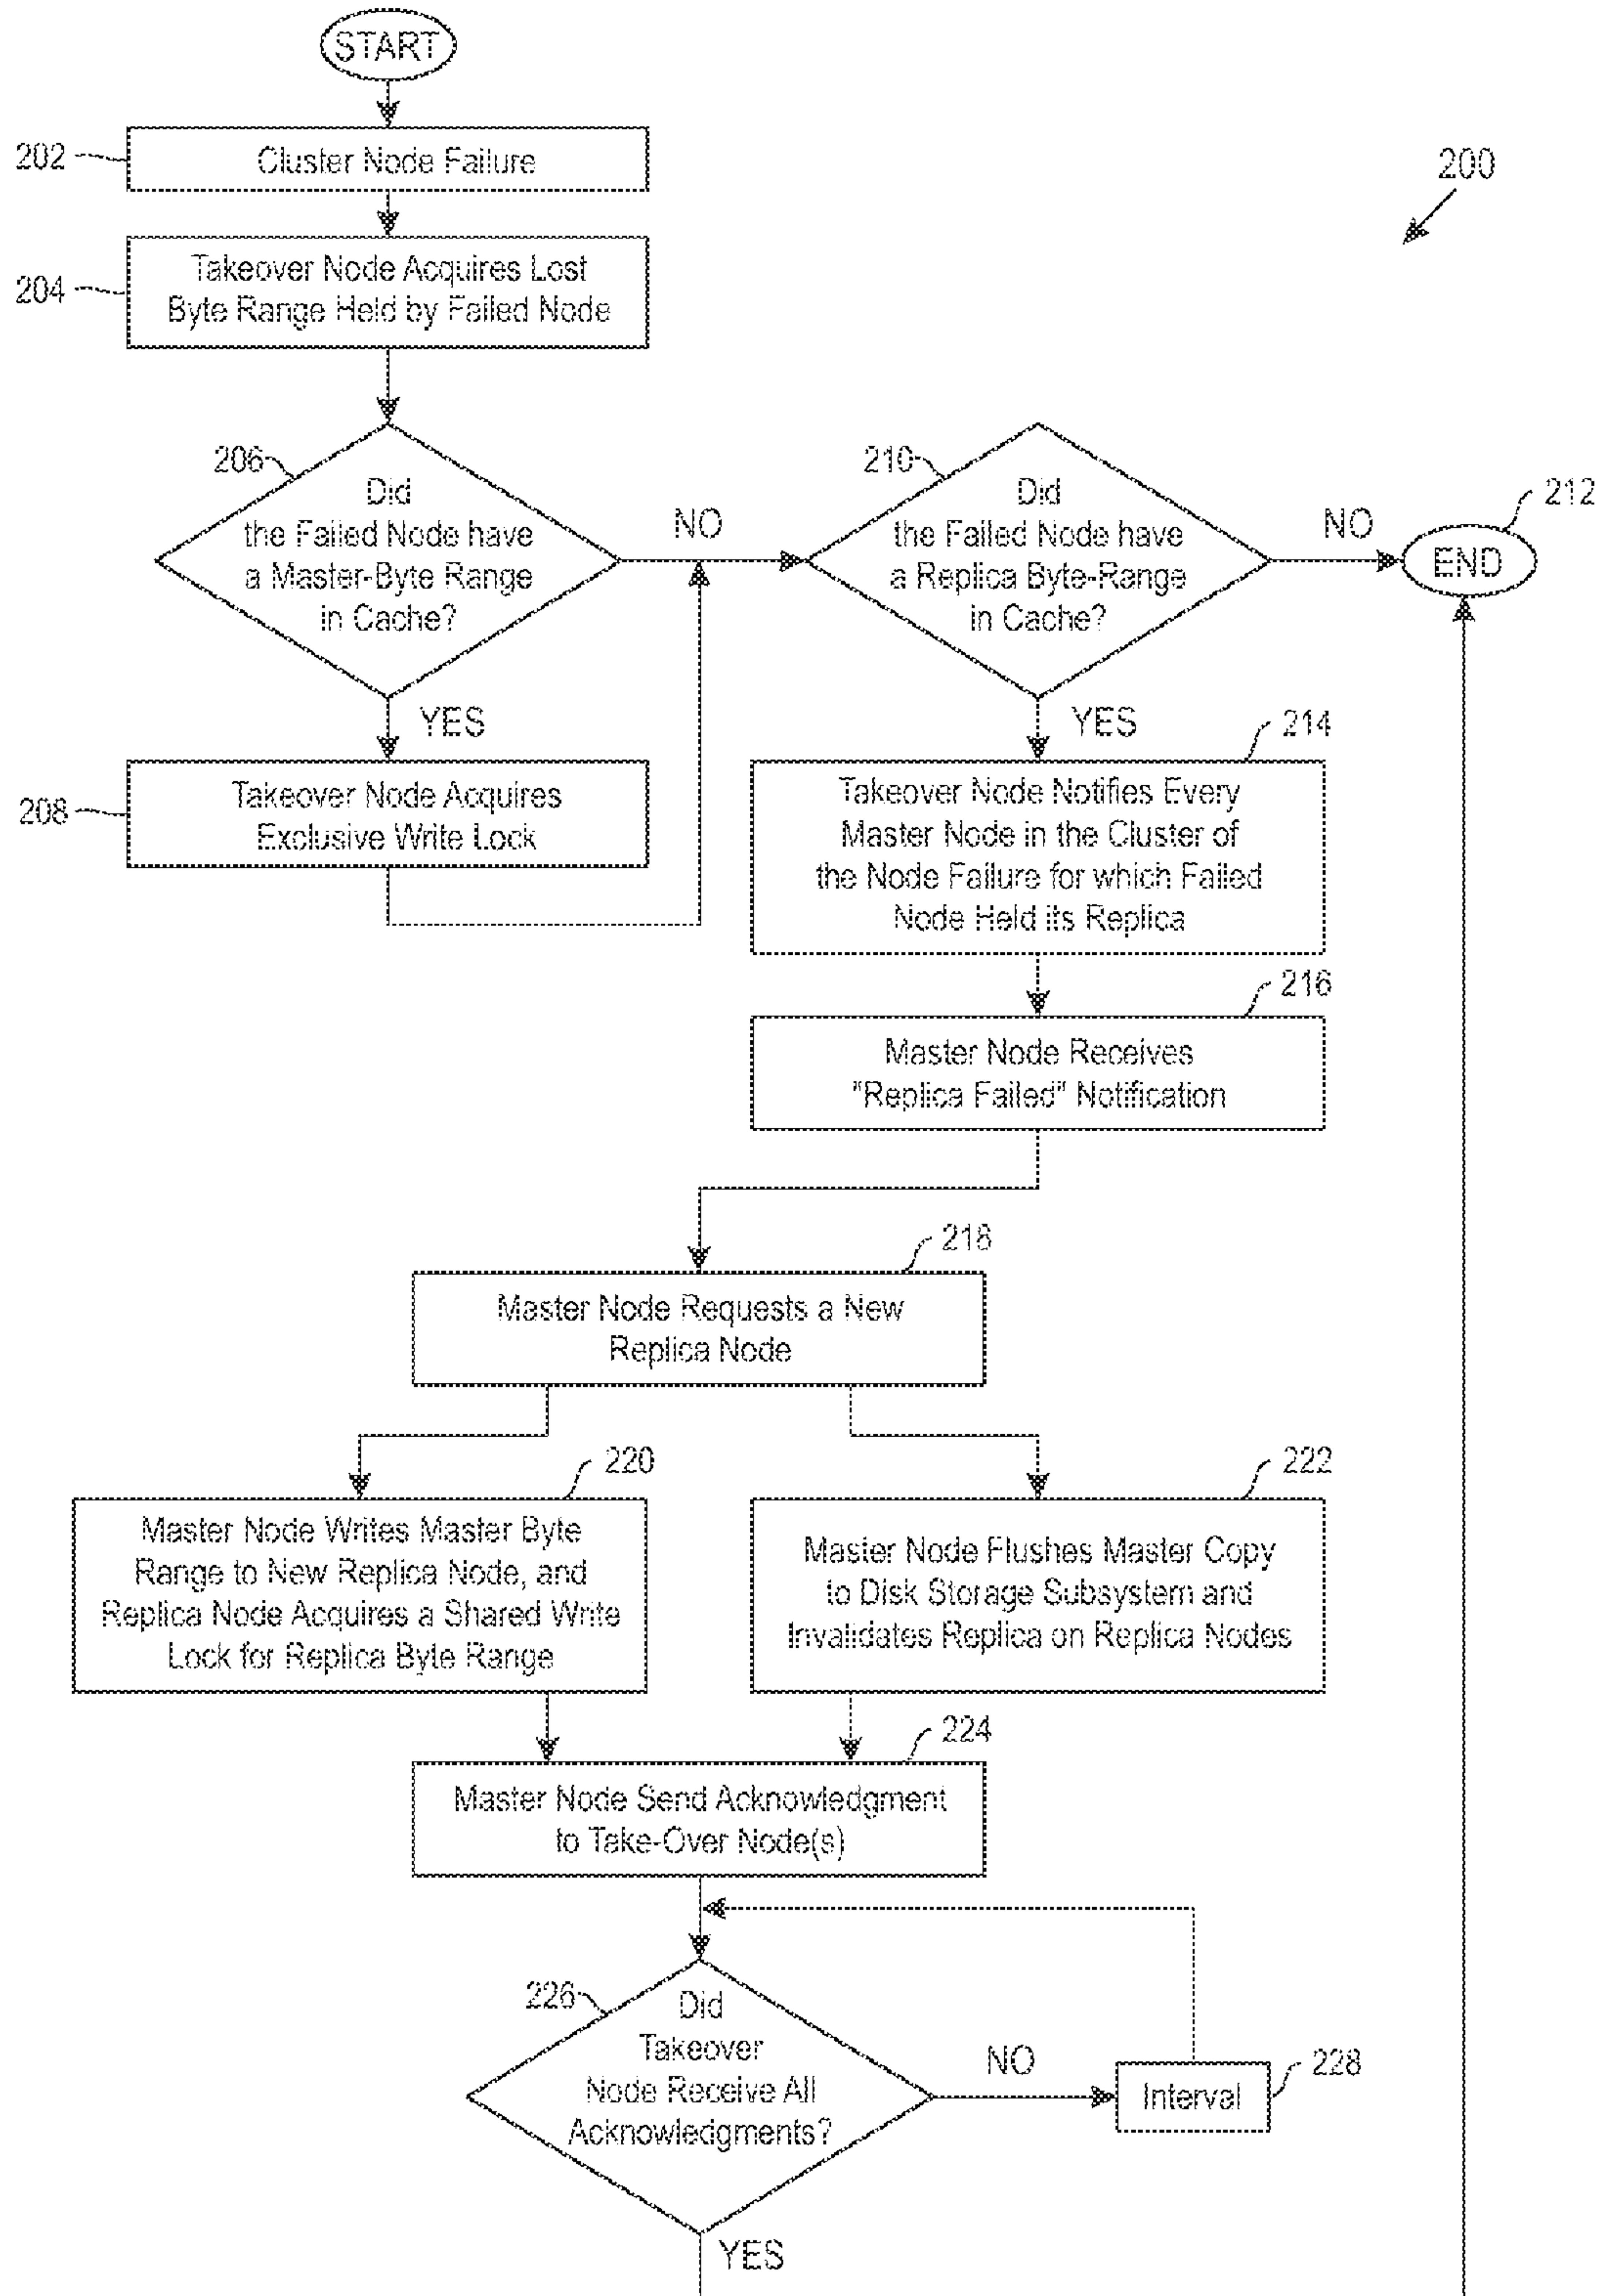 START
202
Cluster Node Failure
200
204
Takeover Node Acquires Lost
Byte Range Held by Failed Node
206
Did
the Failed Node have
a Master-Byte Range
in Cache?
NO
YES
208
Takeover Node Acquires
Exclusive Write Lock
210
Did
the Failed Node have
a Replica Byte-Range
in Cache?
NO
212
END
YES
214
Takeover Node Notifies Every
Master Node in the Cluster of
the Node Failure for which Failed
Node Held its Replica
216
Master Node Receives
"Replica Failed" Notification
218
Master Node Requests a New
Replica Node
220
Master Node Writes Master Byte
Range to New Replica Node, and
Replica Node Acquires a Shared Write
Lock for Replica Byte Range
222
Master Node Flushes Master Copy
to Disk Storage Subsystem and
Invalidates Replica on Replica Nodes
224
Master Node Send Acknowledgment
to Take-Over Node(s)
226
Did
Takeover
Node Receive All
Acknowledgments?
NO
228
Interval
YES